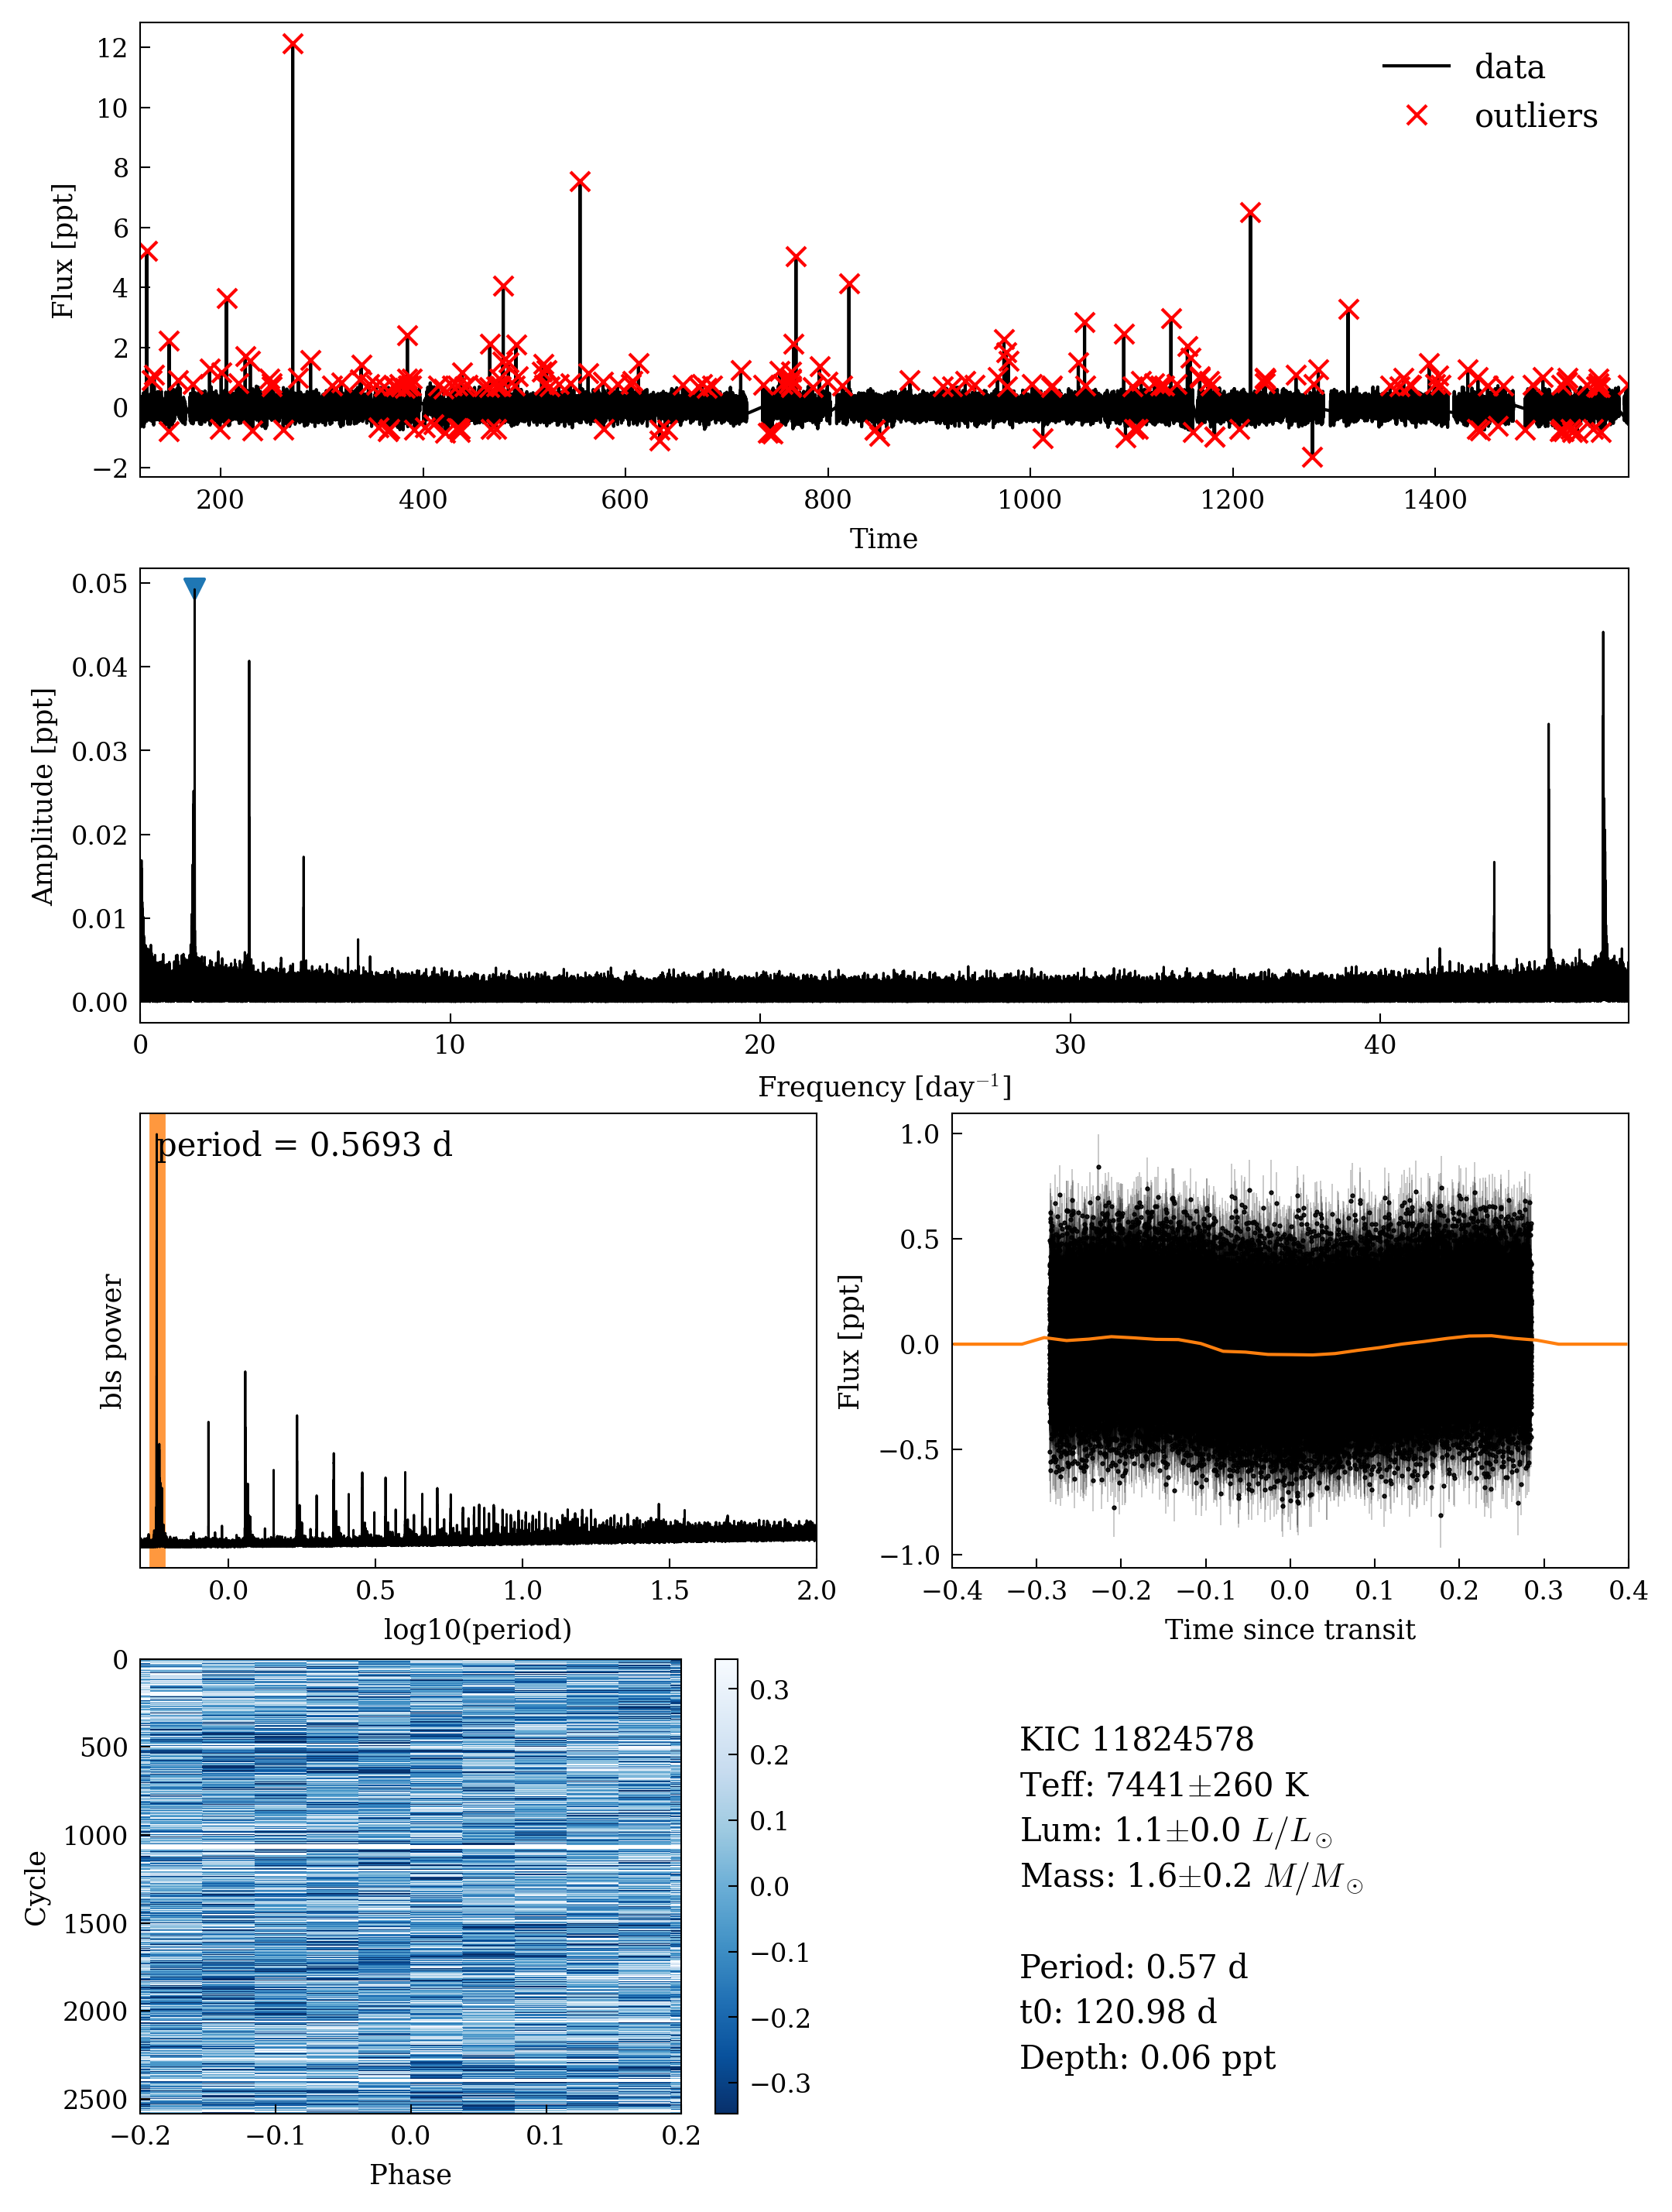 12
10
8
6
4
2
0
−2
Flux [ppt]
data
outliers
200 400 600 800 1000 1200 1400
Time
0.05
0.04
0.03
0.02
0.01
0.00
Amplitude [ppt]
0 10 20 30 40
Frequency [day⁻¹]
period = 0.5693 d
bls power
0.0 0.5 1.0 1.5 2.0
log10(period)
1.0
0.5
0.0
−0.5
−1.0
Flux [ppt]
−0.4 −0.3 −0.2 −0.1 0.0 0.1 0.2 0.3 0.4
Time since transit
0
500
1000
1500
2000
2500
Cycle
−0.2 −0.1 0.0 0.1 0.2
Phase
0.3
0.2
0.1
0.0
−0.1
−0.2
−0.3
KIC 11824578
Teff: 7441±260 K
Lum: 1.1±0.0 L/L☉
Mass: 1.6±0.2 M/M☉
Period: 0.57 d
t0: 120.98 d
Depth: 0.06 ppt